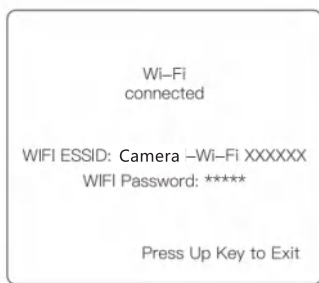 Wi-Fi
connected
WIFI ESSID: Camera -Wi-Fi XXXXXX
WIFI Password: *****
Press Up Key to Exit